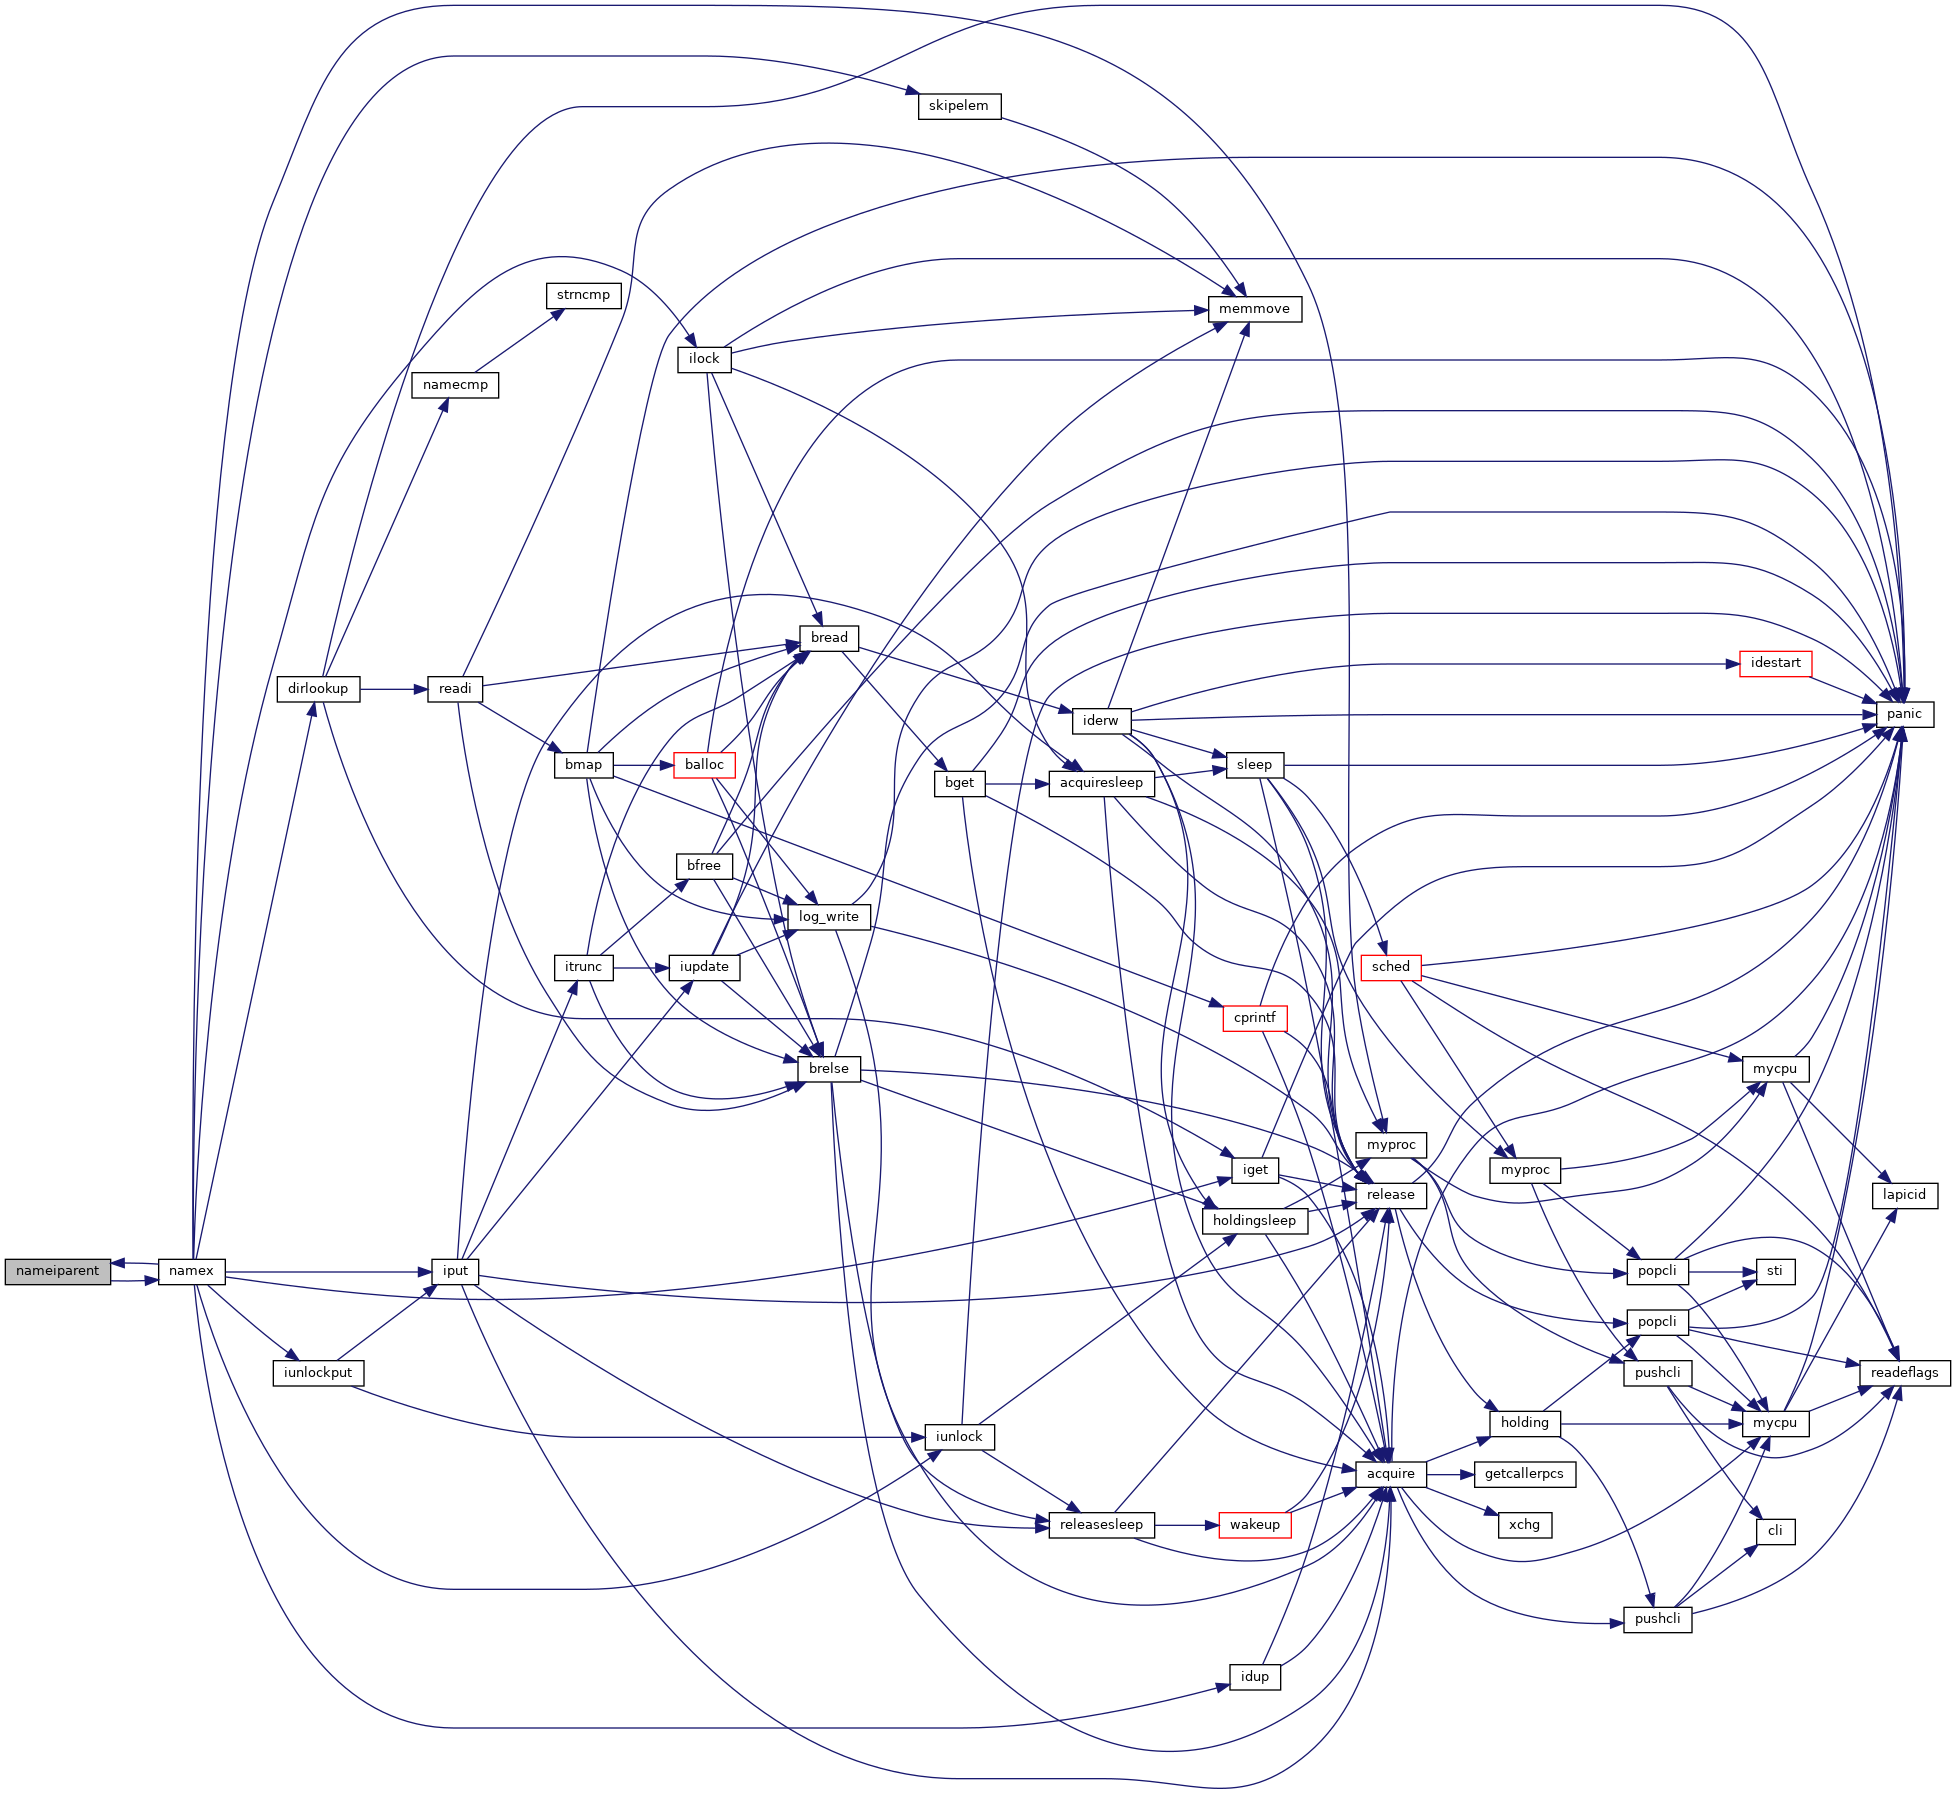 skipelem
strncmp
memmove
ilock
namecmp
bread
idestart
dirlookup
readi
panic
iderw
bmap
balloc
sleep
bget
acquiresleep
bfree
log_write
itrunc
iupdate
sched
cprintf
brelse
mycpu
myproc
iget
myproc
release
lapicid
holdingsleep
nameiparent
namex
iput
popcli
sti
popcli
iunlockput
pushcli
readeflags
holding
mycpu
iunlock
acquire
getcallerpcs
releasesleep
wakeup
xchg
cli
pushcli
idup